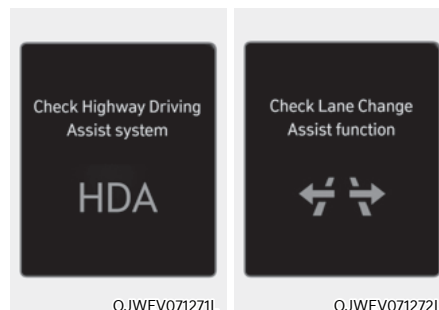 Check Highway Driving
Assist system
HDA
OJWEV071271L
Check Lane Change
Assist function
OJWEV071272L